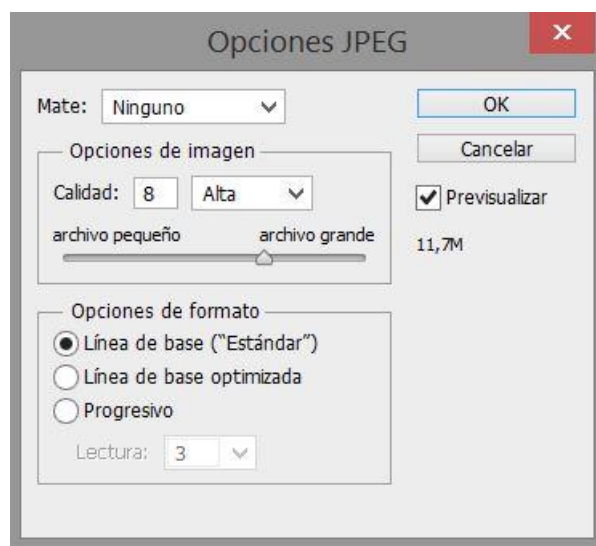 Opciones JPEG
Mate: Ninguno
OK
Opciones de imagen
Cancelar
Calidad: 8 Alta
Previsualizar
archivo pequeño archivo grande
11,7M
Opciones de formato
Línea de base (“Estándar”)
Línea de base optimizada
Progresivo
Lectura: 3